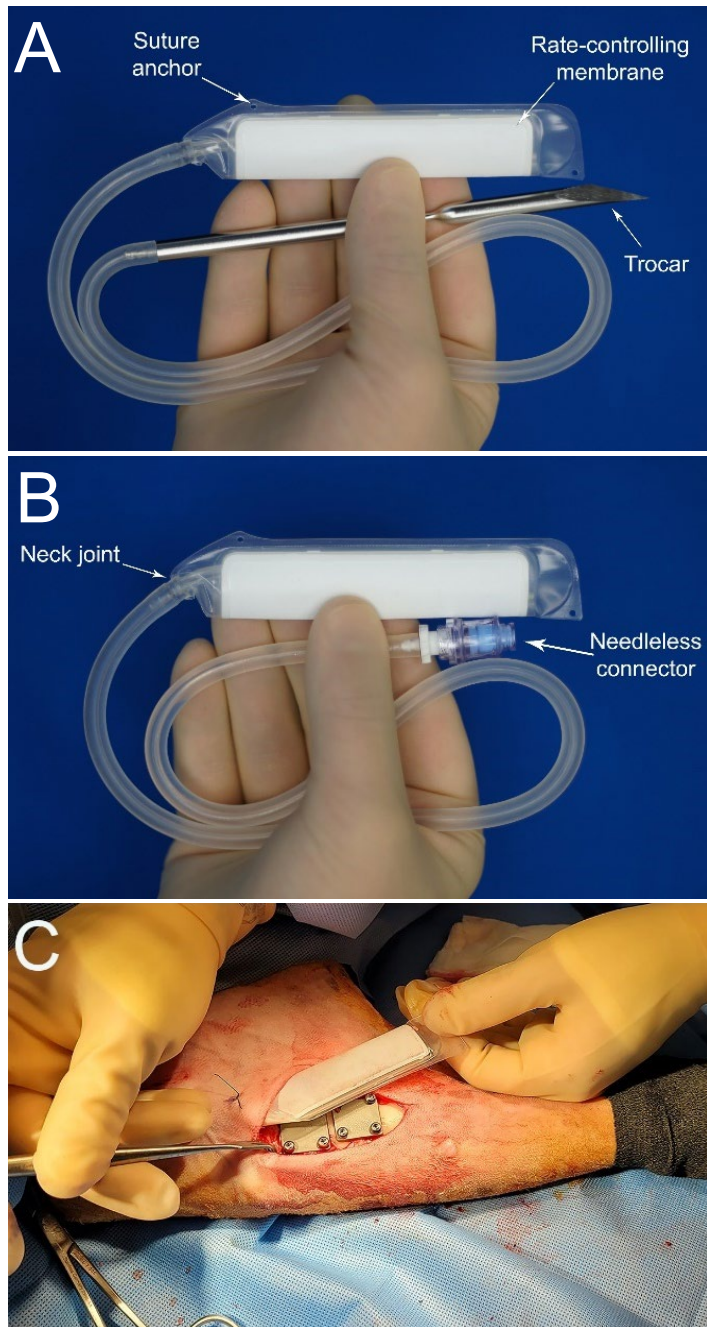 A
Suture
anchor
Rate-controlling
membrane
Trocar
B
Neck joint
Needleless
connector
C